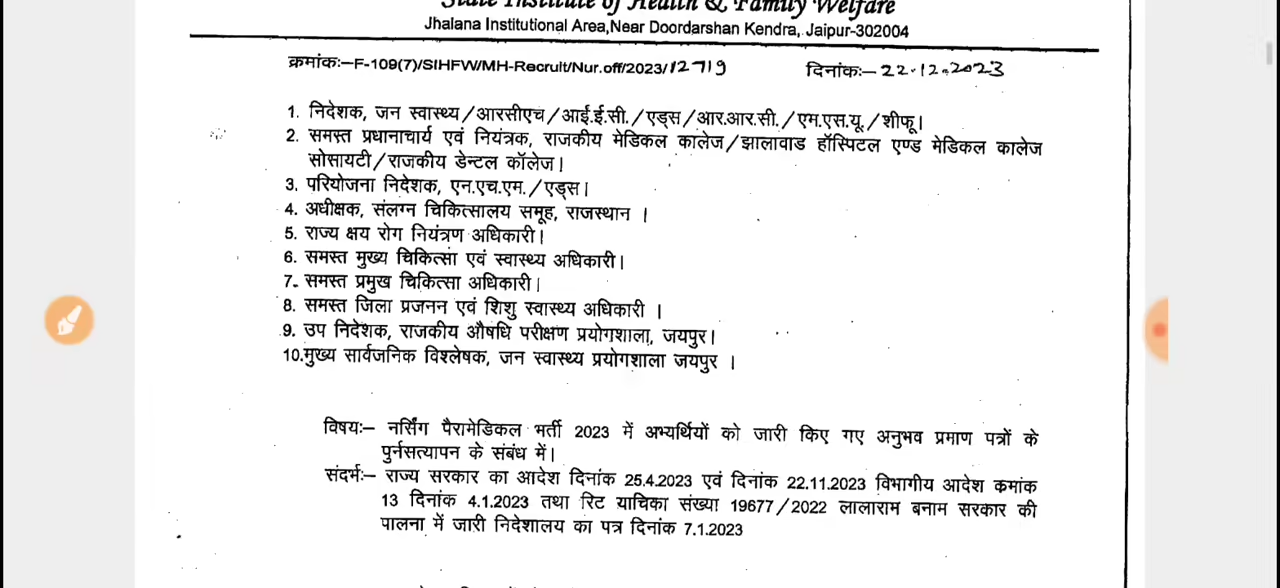 State Institute of Health & Family Welfare
Jhalana Institutional Area,Near Doordarshan Kendra, Jaipur-302004
क्रमांकः–F-109(7)/SIHFW/MH-Recruit/Nur.off/2023/12719 दिनांकः–22.12.2023
1. निदेशक, जन स्वास्थ्य/आरसीएच/आई.ई.सी./एड्स/आर.आर.सी./एम.एस.यू./शीफू।
2. समस्त प्रधानाचार्य एवं नियंत्रक, राजकीय मेडिकल कालेज/झालावाड हॉस्पिटल एण्ड मेडिकल कालेज
सोसायटी/राजकीय डेन्टल कॉलेज।
3. परियोजना निदेशक, एन.एच.एम./एड्स।
4. अधीक्षक, संलग्न चिकित्सालय समूह, राजस्थान ।
5. राज्य क्षय रोग नियंत्रण अधिकारी।
6. समस्त मुख्य चिकित्सा एवं स्वास्थ्य अधिकारी।
7. समस्त प्रमुख चिकित्सा अधिकारी।
8. समस्त जिला प्रजनन एवं शिशु स्वास्थ्य अधिकारी ।
9. उप निदेशक, राजकीय औषधि परीक्षण प्रयोगशाला, जयपुर।
10.मुख्य सार्वजनिक विश्लेषक, जन स्वास्थ्य प्रयोगशाला जयपुर ।
विषयः– नर्सिंग पैरामेडिकल भर्ती 2023 में अभ्यर्थियों को जारी किए गए अनुभव प्रमाण पत्रों के
पुर्नसत्यापन के संबंध में।
संदर्भः– राज्य सरकार का आदेश दिनांक 25.4.2023 एवं दिनांक 22.11.2023 विभागीय आदेश कमांक
13 दिनांक 4.1.2023 तथा रिट याचिका संख्या 19677/2022 लालाराम बनाम सरकार की
पालना में जारी निदेशालय का पत्र दिनांक 7.1.2023